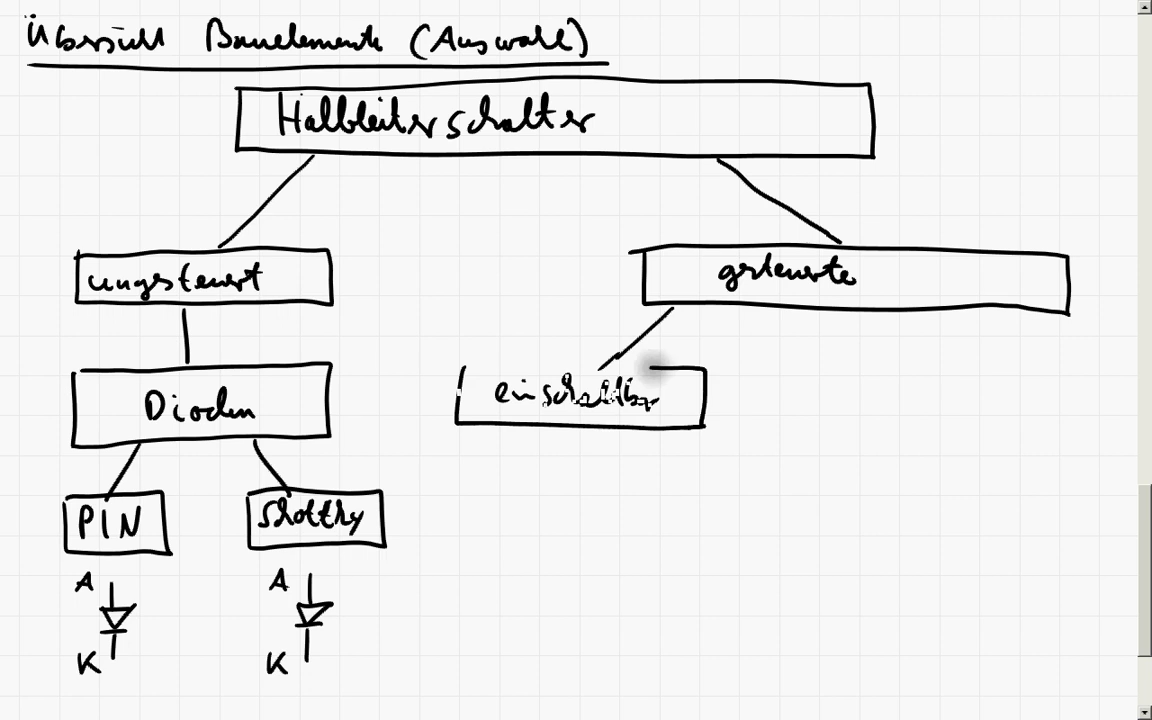 Übersicht Bauelemente (Auswahl)
Halbleiterschalter
ungesteuert
gesteuerte
Dioden
einschaltbar
PIN
Schottky
A
A
K
K